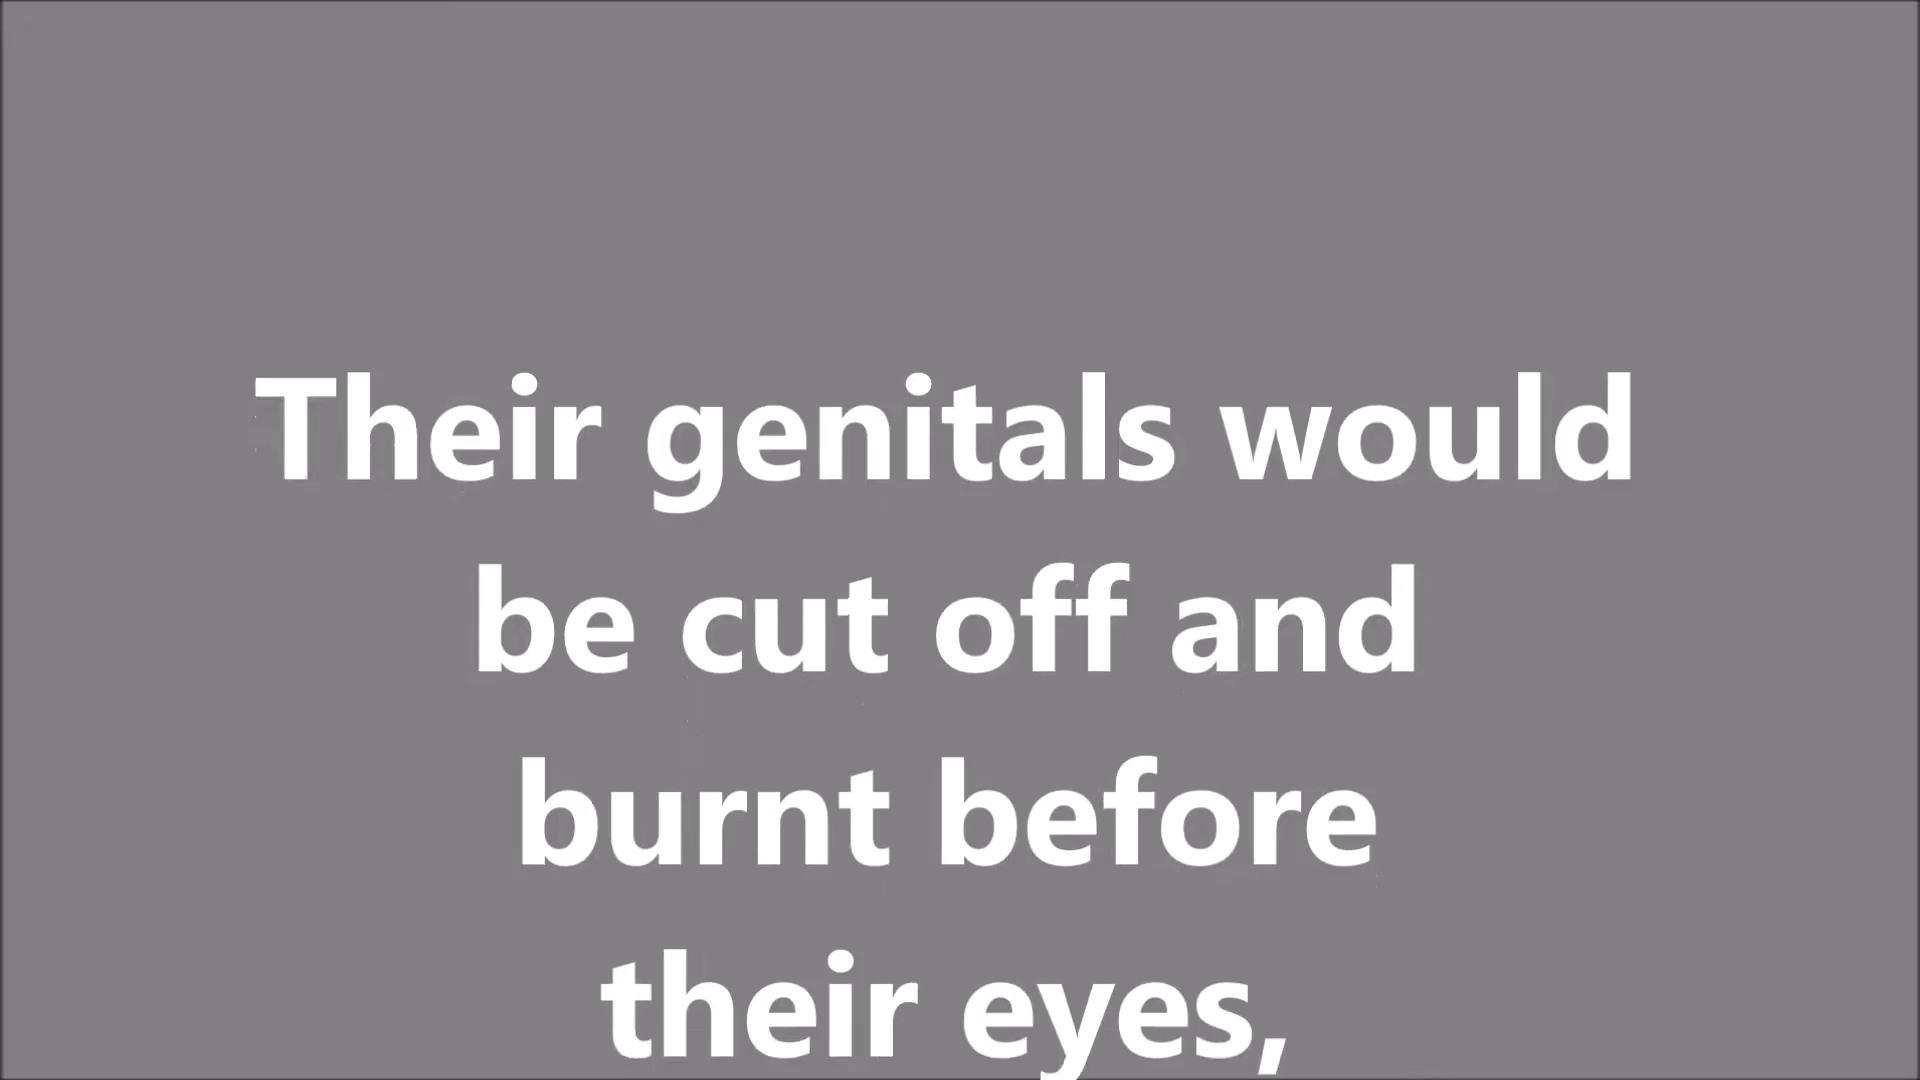 Their genitals would
be cut off and
burnt before
their eyes,